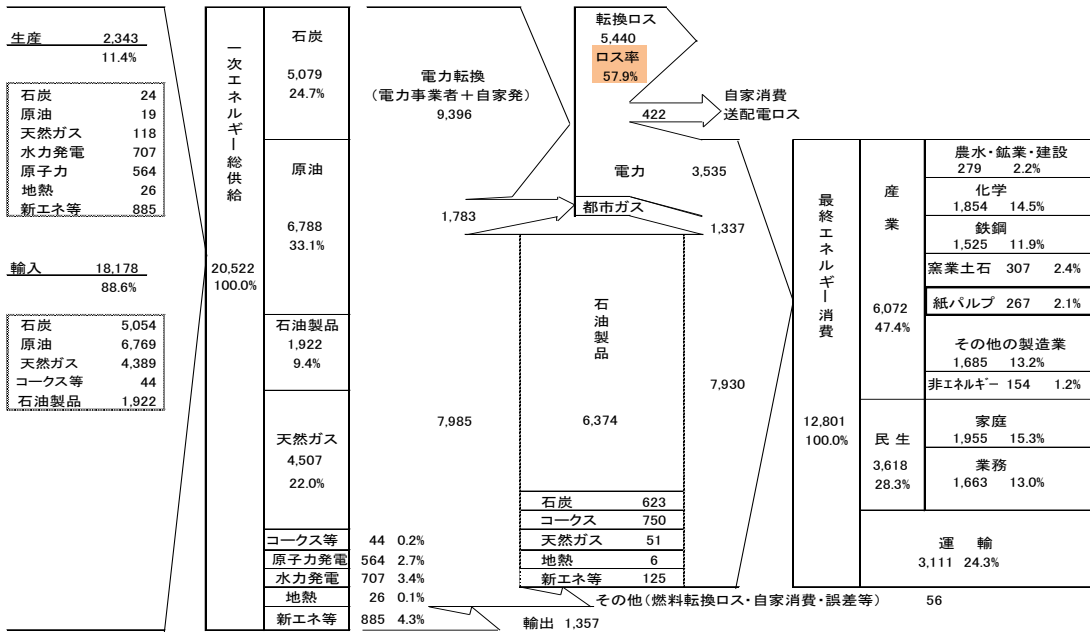 生産 2,343
11.4%
石炭 24
原油 19
天然ガス 118
水力発電 707
原子力 564
地熱 26
新エネ等 885
輸入 18,178
88.6%
石炭 5,054
原油 6,769
天然ガス 4,389
コークス等 44
石油製品 1,922
一次エネルギー総供給
20,522
100.0%
石炭
5,079
24.7%
原油
6,788
33.1%
石油製品
1,922
9.4%
天然ガス
4,507
22.0%
コークス等 44 0.2%
原子力発電 564 2.7%
水力発電 707 3.4%
地熱 26 0.1%
新エネ等 885 4.3%
電力転換
(電力事業者+自家発)
9,396
1,783
7,985
輸出 1,357
転換ロス
5,440
ロス率
57.9%
422
自家消費
送配電ロス
電力 3,535
都市ガス
1,337
石油製品
6,374
7,930
石炭 623
コークス 750
天然ガス 51
地熱 6
新エネ等 125
その他(燃料転換ロス・自家消費・誤差等) 56
最終エネルギー消費
12,801
100.0%
産業
6,072
47.4%
農水・鉱業・建設
279 2.2%
化学
1,854 14.5%
鉄鋼
1,525 11.9%
窯業土石 307 2.4%
紙パルプ 267 2.1%
その他の製造業
1,685 13.2%
非エネルギー 154 1.2%
民生
3,618
28.3%
家庭
1,955 15.3%
業務
1,663 13.0%
運輸
3,111 24.3%